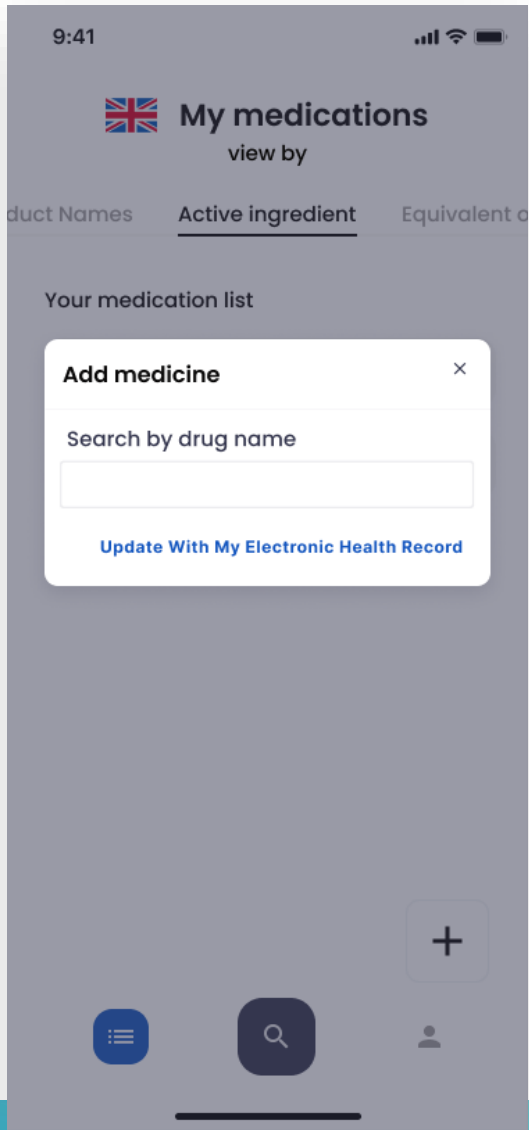 9:41
My medications
view by
duct Names Active ingredient Equivalent o
Your medication list
Add medicine
Search by drug name
Update With My Electronic Health Record